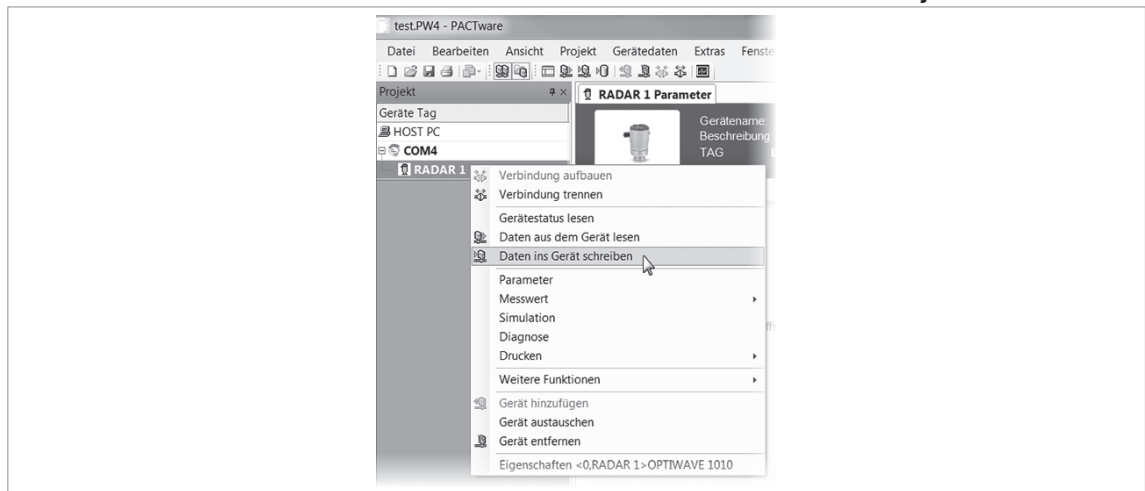 test.PW4 - PACTware
Datei Bearbeiten Ansicht Projekt Gerätedaten Extras
Projekt
RADAR 1 Parameter
Geräte Tag
Gerätename:
HOST PC
Beschreibung:
COM4
TAG
RADAR 1
Verbindung aufbauen
Verbindung trennen
Gerätestatus lesen
Daten aus dem Gerät lesen
Daten ins Gerät schreiben
Parameter
Messwert
Simulation
Diagnose
Drucken
Weitere Funktionen
Gerät hinzufügen
Gerät austauschen
Gerät entfernen
Eigenschaften <0,RADAR 1>OPTIWAVE 1010